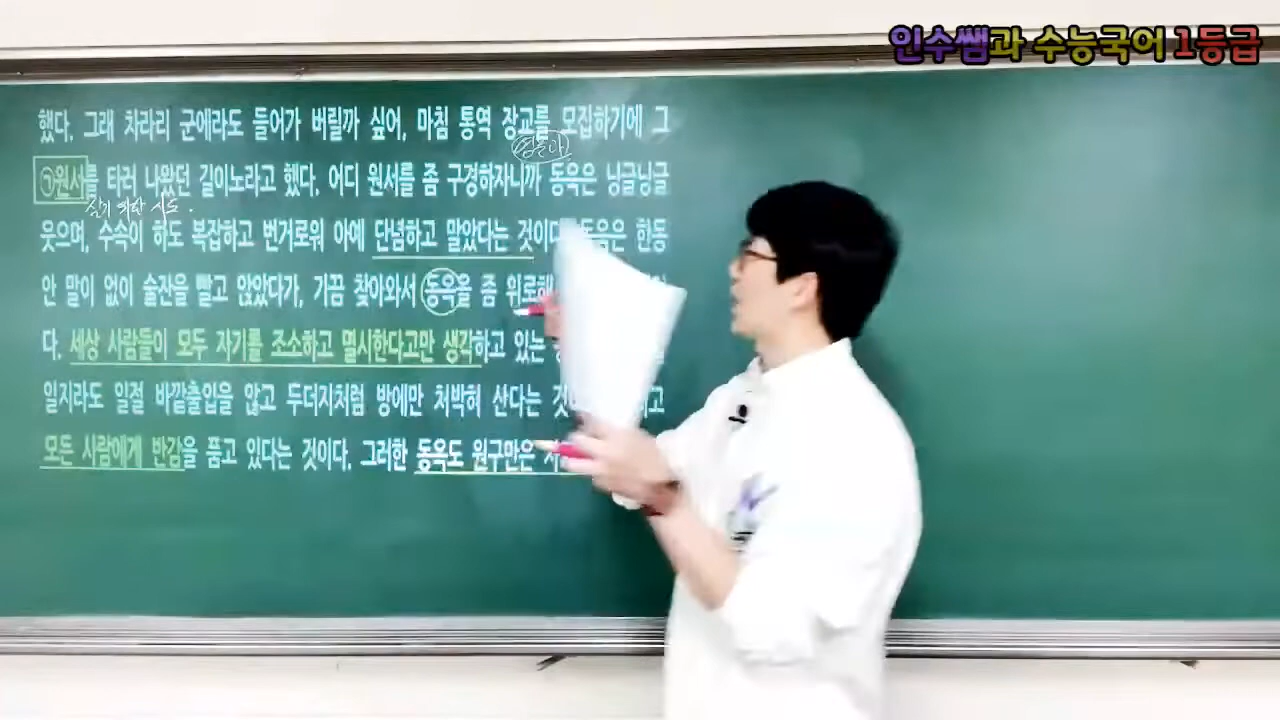 인수쌤과 수능국어 1등급
했다. 그래 차라리 군에라도 들어가 버릴까 싶어, 마침 통역 장교를 모집하기에 그
㉠원서를 타러 나왔던 길이노라고 했다. 어디 원서를 좀 구경하자니까 동욱은 닝글닝글
살기 위한 시도.
웃으며, 수속이 하도 복잡하고 번거로워 아예 단념하고 말았다는 것이다. 동욱은 한동
안 말이 없이 술잔을 빨고 앉았다가, 가끔 찾아와서 동옥을 좀 위로해
다. 세상 사람들이 모두 자기를 조소하고 멸시한다고만 생각하고 있는
일지라도 일절 바깥출입을 않고 두더지처럼 방에만 처박혀 산다는 것
모든 사람에게 반감을 품고 있다는 것이다. 그러한 동옥도 원구만은